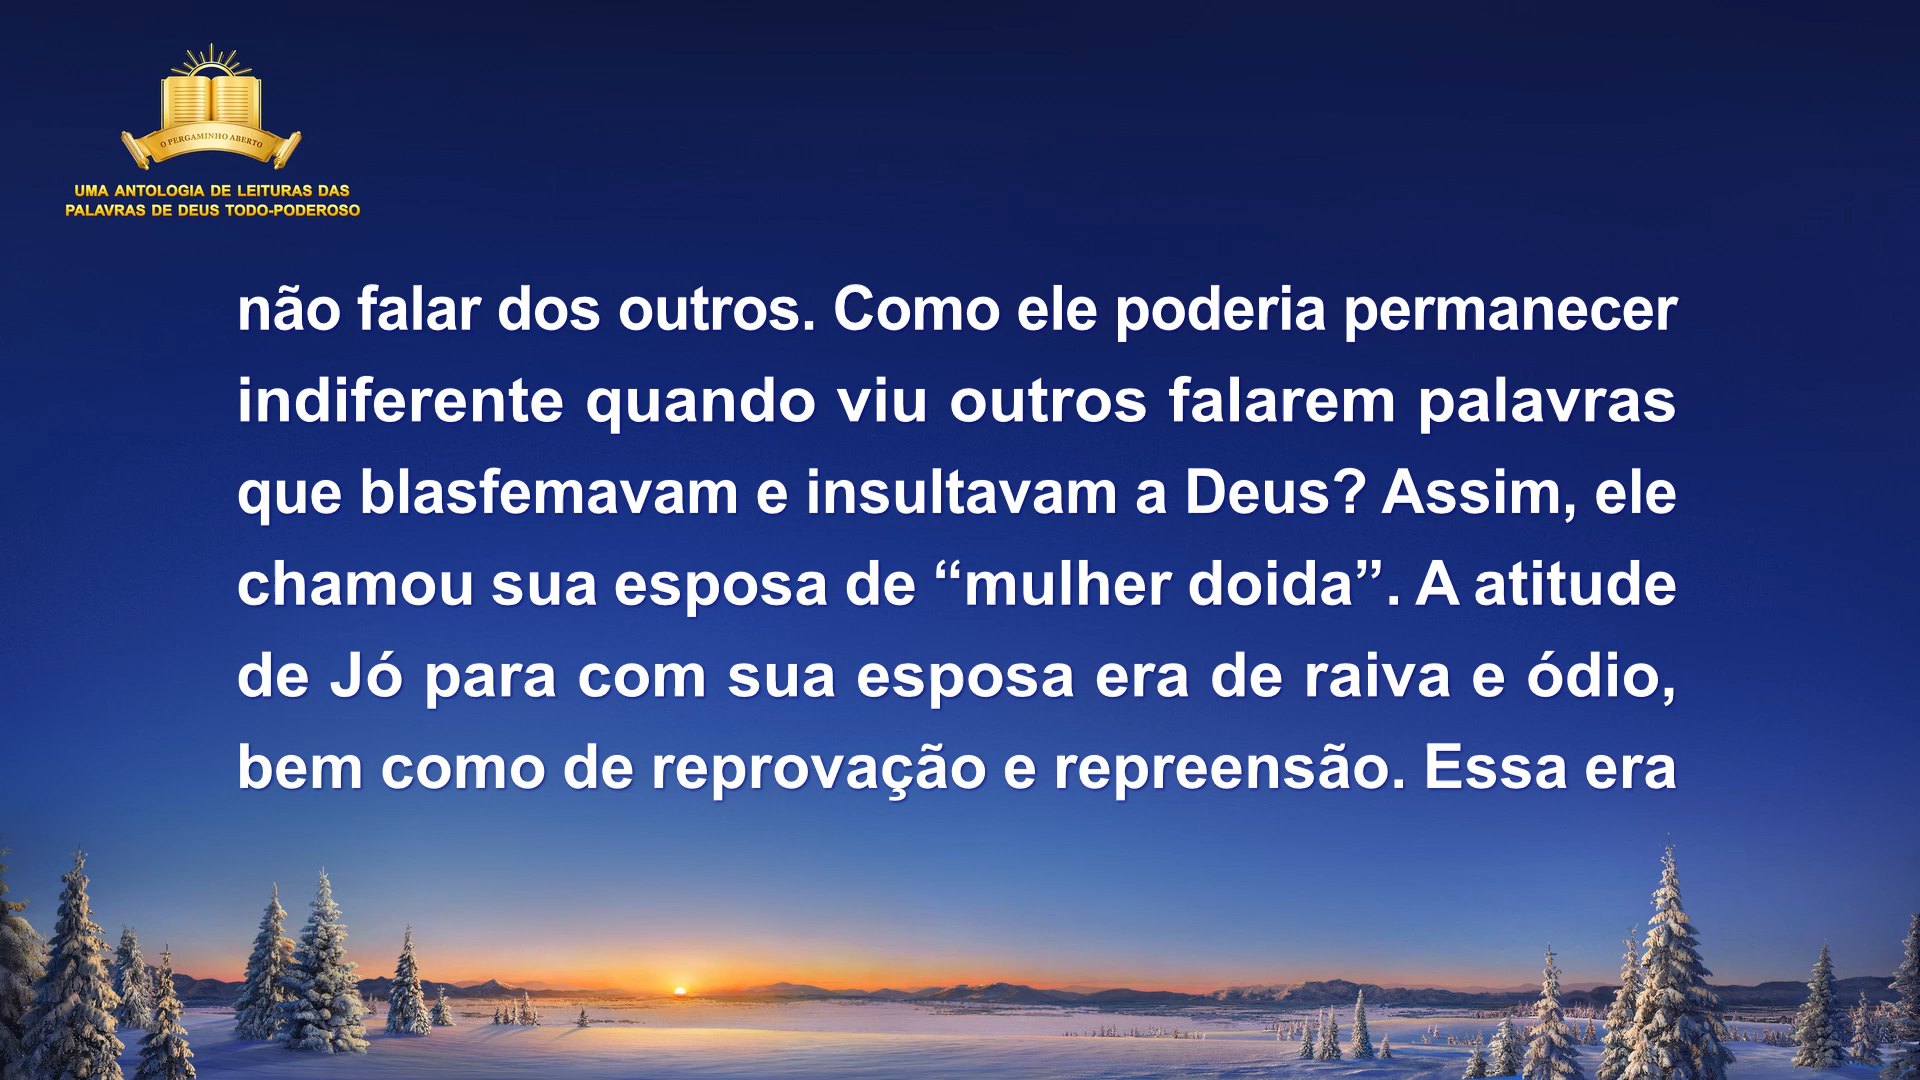 O PERGAMINHO ABERTO
UMA ANTOLOGIA DE LEITURAS DAS
PALAVRAS DE DEUS TODO-PODEROSO
não falar dos outros. Como ele poderia permanecer
indiferente quando viu outros falarem palavras
que blasfemavam e insultavam a Deus? Assim, ele
chamou sua esposa de “mulher doida”. A atitude
de Jó para com sua esposa era de raiva e ódio,
bem como de reprovação e repreensão. Essa era